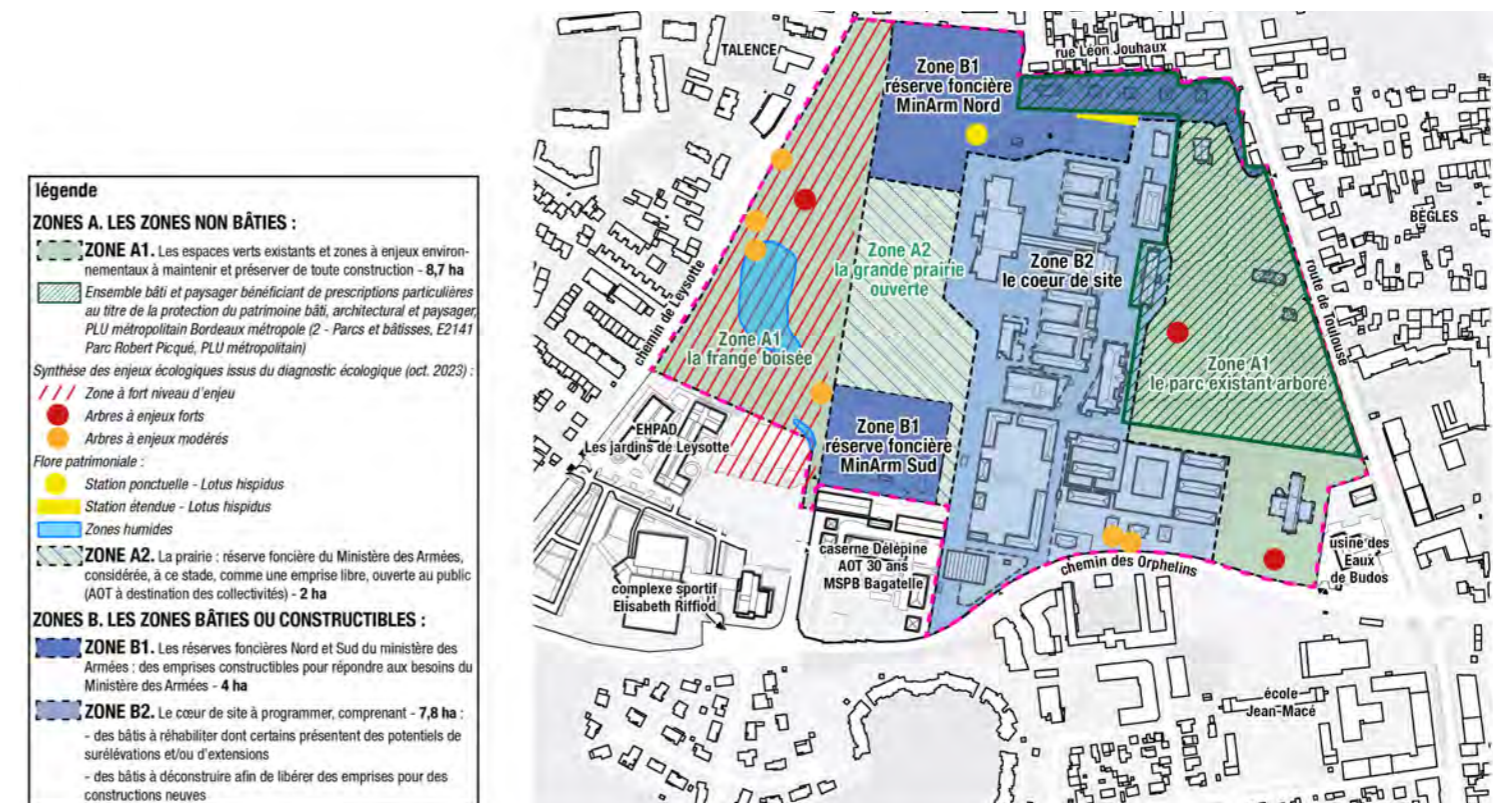 légende
ZONES A. LES ZONES NON BÂTIES :
ZONE A1. Les espaces verts existants et zones à enjeux environ-
nementaux à maintenir et préserver de toute construction - 8,7 ha
Ensemble bâti et paysager bénéficiant de prescriptions particulières
au titre de la protection du patrimoine bâti, architectural et paysager,
PLU métropolitain Bordeaux métropole (2 - Parcs et bâtisses, E2141
Parc Robert Picqué, PLU métropolitain)
Synthèse des enjeux écologiques issus du diagnostic écologique (oct. 2023) :
Zone à fort niveau d'enjeu
Arbres à enjeux forts
Arbres à enjeux modérés
Flore patrimoniale :
Station ponctuelle - Lotus hispidus
Station étendue - Lotus hispidus
Zones humides
ZONE A2. La prairie : réserve foncière du Ministère des Armées,
considérée, à ce stade, comme une emprise libre, ouverte au public
(AOT à destination des collectivités) - 2 ha
ZONES B. LES ZONES BÂTIES OU CONSTRUCTIBLES :
ZONE B1. Les réserves foncières Nord et Sud du ministère des
Armées : des emprises constructibles pour répondre aux besoins du
Ministère des Armées - 4 ha
ZONE B2. Le cœur de site à programmer, comprenant - 7,8 ha :
- des bâtis à réhabiliter dont certains présentent des potentiels de
surélévations et/ou d'extensions
- des bâtis à déconstruire afin de libérer des emprises pour des
constructions neuves
TALENCE
rue Léon Jouhaux
Zone B1
réserve foncière
MinArm Nord
BÈGLES
chemin de Leysotte
Zone A2
la grande prairie
ouverte
Zone B2
le coeur de site
route de Toulouse
Zone A1
la frange boisée
Zone A1
le parc existant arboré
EHPAD
Les jardins de Leysotte
Zone B1
réserve foncière
MinArm Sud
caserne Délépine
AOT 30 ans
MSPB Bagatelle
chemin des Orphelins
usine des
Eaux
de Budos
complexe sportif
Elisabeth Riffiod
école
Jean-Macé